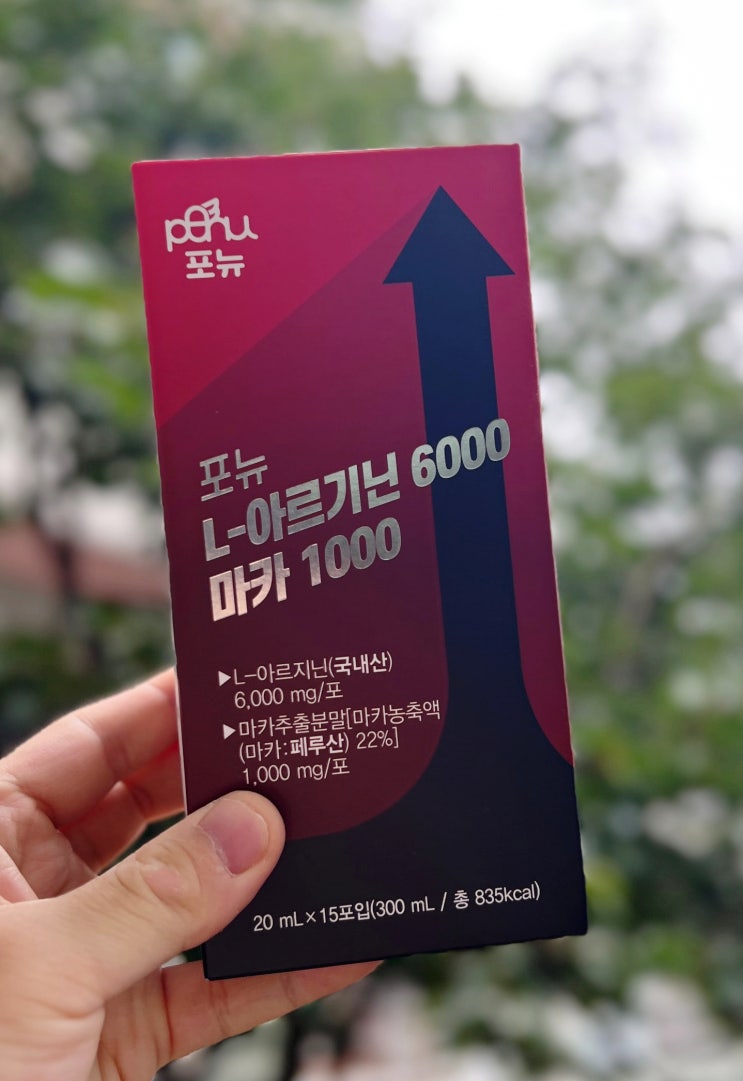 ponu
포뉴
포뉴
L-아르기닌 6000
마카 1000
▶L-아르지닌(국내산)
6,000 mg/포
▶마카추출분말[마카농축액
(마카:페루산) 22%]
1,000 mg/포
20 mL×15포입(300 mL / 총 835kcal)